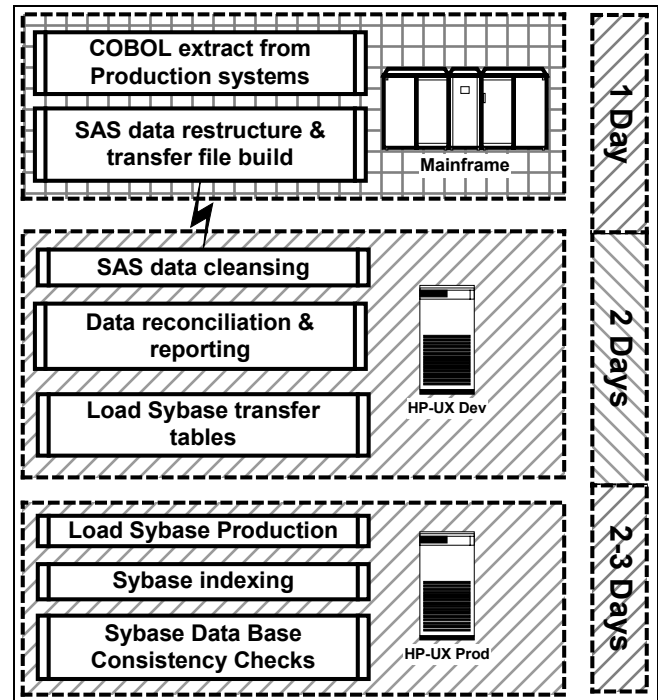 COBOL extract from
Production systems
SAS data restructure &
transfer file build
Mainframe
1 Day
SAS data cleansing
Data reconciliation &
reporting
Load Sybase transfer
tables
HP-UX Dev
2 Days
Load Sybase Production
Sybase indexing
Sybase Data Base
Consistency Checks
HP-UX Prod
2-3 Days